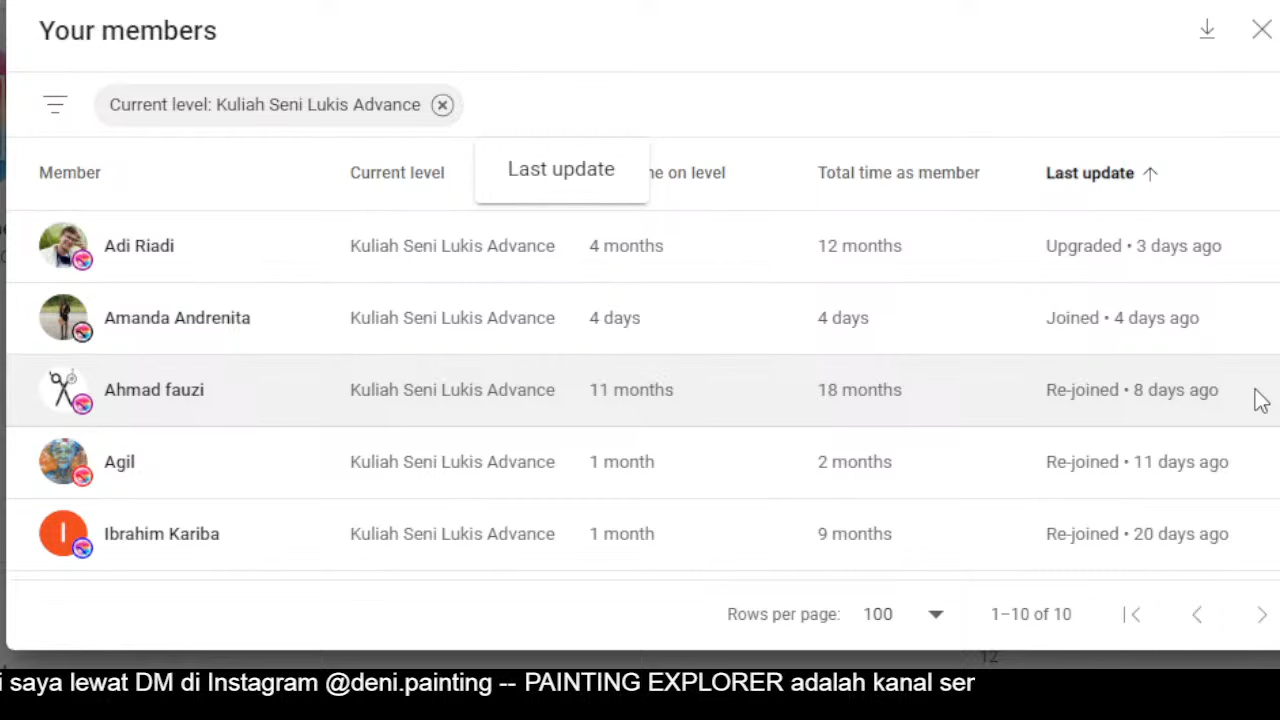 Your members
Current level: Kuliah Seni Lukis Advance
Member Current level Last update me on level Total time as member Last update
Adi Riadi Kuliah Seni Lukis Advance 4 months 12 months Upgraded • 3 days ago
Amanda Andrenita Kuliah Seni Lukis Advance 4 days 4 days Joined • 4 days ago
Ahmad fauzi Kuliah Seni Lukis Advance 11 months 18 months Re-joined • 8 days ago
Agil Kuliah Seni Lukis Advance 1 month 2 months Re-joined • 11 days ago
I Ibrahim Kariba Kuliah Seni Lukis Advance 1 month 9 months Re-joined • 20 days ago
Rows per page: 100 1–10 of 10
12
i saya lewat DM di Instagram @deni.painting -- PAINTING EXPLORER adalah kanal ser